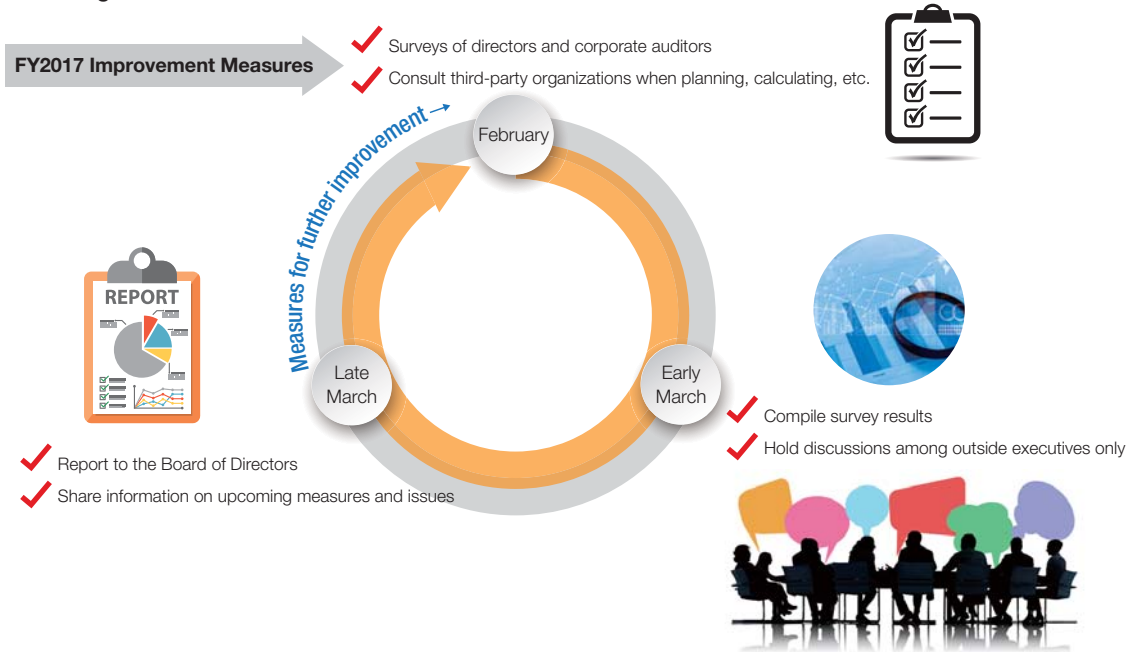 FY2017 Improvement Measures
Surveys of directors and corporate auditors
Consult third-party organizations when planning, calculating, etc.
Measures for further improvement →
February
REPORT
Late
March
Early
March
Compile survey results
Hold discussions among outside executives only
Report to the Board of Directors
Share information on upcoming measures and issues